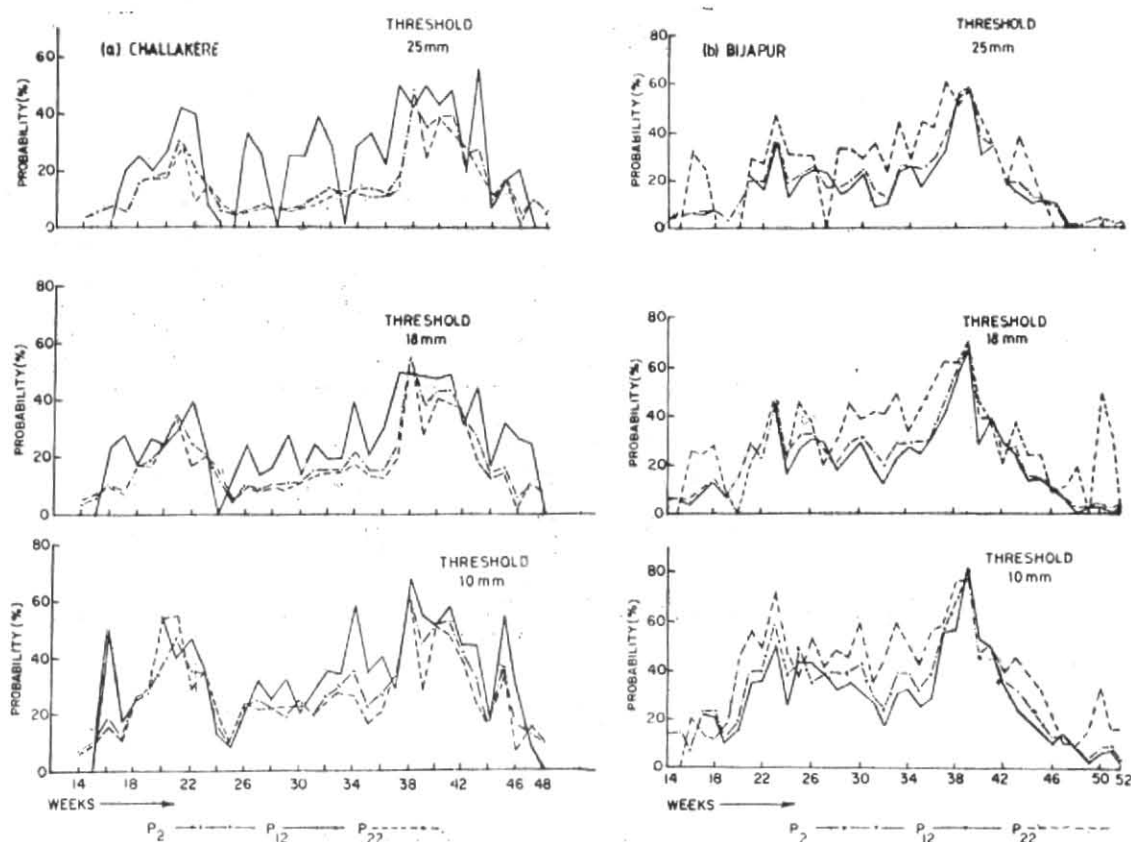 (a) CHALLAKERE
THRESHOLD
25mm
PROBABILITY(%)
60
40
20
0
(b) BIJAPUR
THRESHOLD
25mm
PROBABILITY(%)
80
60
40
20
0
THRESHOLD
18mm
PROBABILITY(%)
80
60
40
20
0
THRESHOLD
18mm
PROBABILITY(%)
80
60
40
20
0
THRESHOLD
10mm
PROBABILITY(%)
80
60
40
20
0
14 18 22 26 30 34 38 42 46 48
WEEKS
P2 P12 P22
THRESHOLD
10mm
PROBABILITY(%)
80
60
40
20
0
14 18 22 26 30 34 38 42 46 50 52
WEEKS
P2 P12 P22